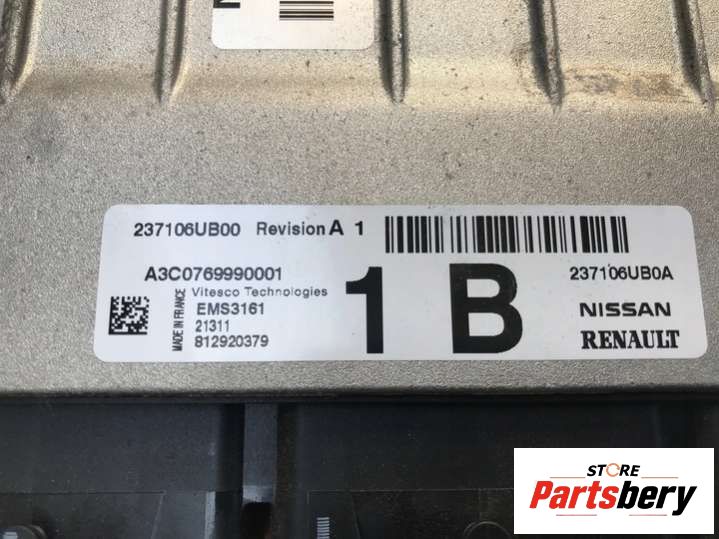 237106UB00 Revision A 1
A3C0769990001
Vitesco Technologies
MADE IN FRANCE
EMS3161
21311
812920379
1 B
237106UB0A
NISSAN
RENAULT
STORE
Partsbery